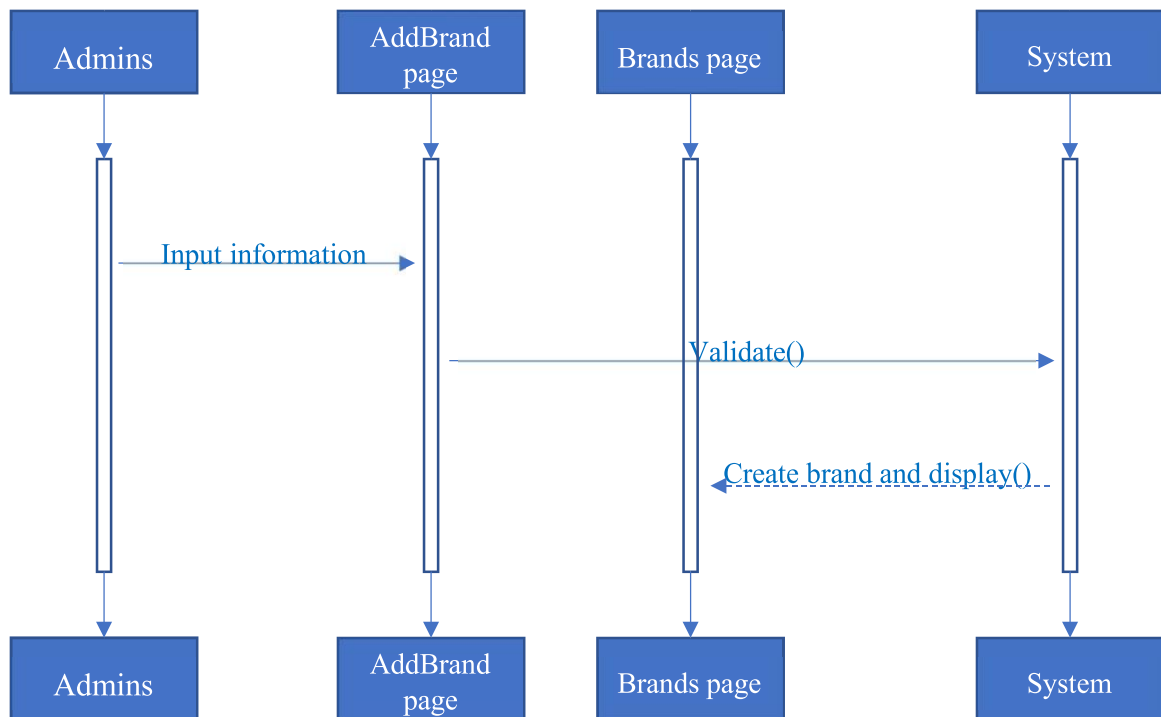 Admins
AddBrand
page
Brands page
System
Input information
Validate()
Create brand and display()
Admins
AddBrand
page
Brands page
System